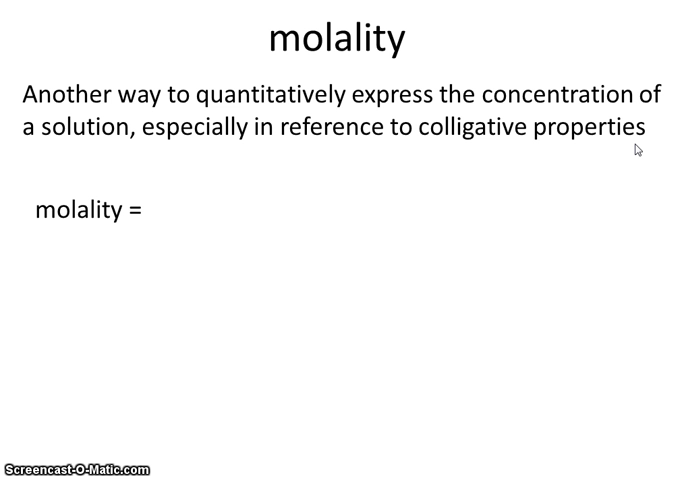 molality
Another way to quantitatively express the concentration of
a solution, especially in reference to colligative properties
molality =
Screencast-O-Matic.com